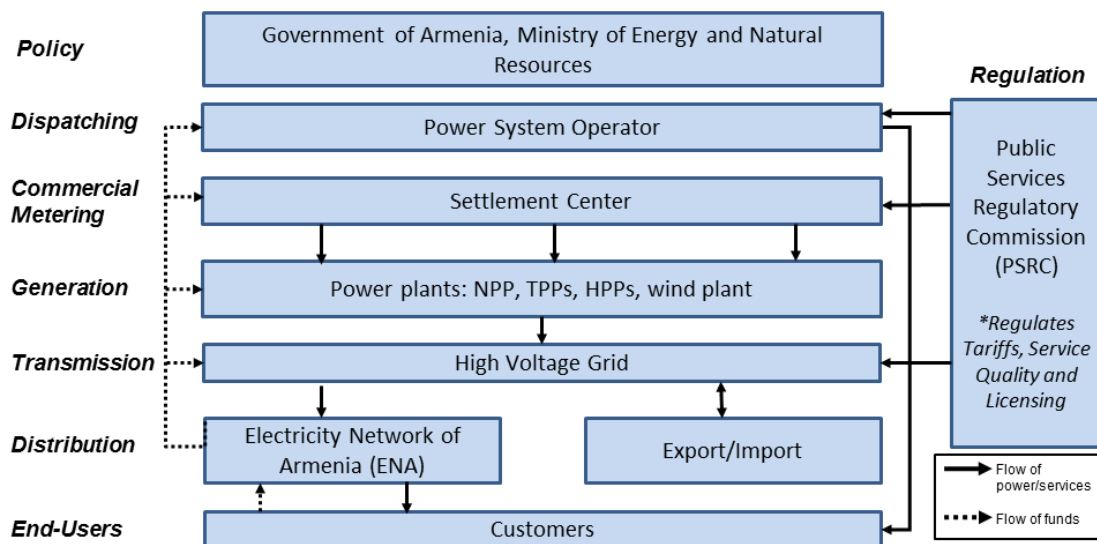 Policy
Government of Armenia, Ministry of Energy and Natural
Resources
Regulation
Dispatching
Power System Operator
Public
Services
Regulatory
Commission
(PSRC)
*Regulates
Tariffs, Service
Quality and
Licensing
Commercial
Metering
Settlement Center
Generation
Power plants: NPP, TPPs, HPPs, wind plant
Transmission
High Voltage Grid
Distribution
Electricity Network of
Armenia (ENA)
Export/Import
End-Users
Customers
Flow of
power/services
Flow of funds